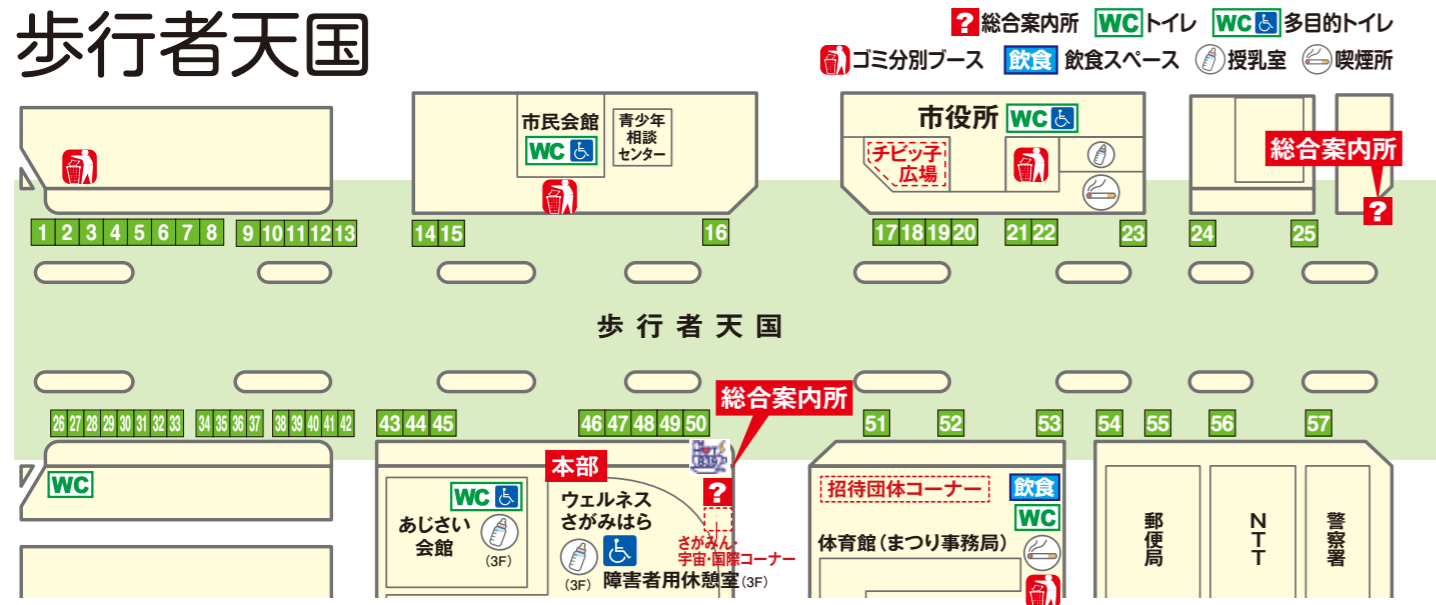 歩行者天国
? 総合案内所 WC トイレ WC 多目的トイレ
ゴミ分別ブース 飲食 飲食スペース 授乳室 喫煙所
市民会館
WC
青少年
相談
センター
市役所 WC
チビッ子
広場
総合案内所
?
1 2 3 4 5 6 7 8 9 10 11 12 13 14 15 16 17 18 19 20 21 22 23 24 25
歩行者天国
26 27 28 29 30 31 32 33 34 35 36 37 38 39 40 41 42 43 44 45 46 47 48 49 50 51 52 53 54 55 56 57
総合案内所
WC
本部
WC
あじさい
会館
(3F)
ウェルネス
さがみはら
(3F)
障害者用休憩室(3F)
?
さがみん・
宇宙・国際コーナー
招待団体コーナー
飲食
WC
体育館(まつり事務局)
郵便局
NTT
警察署